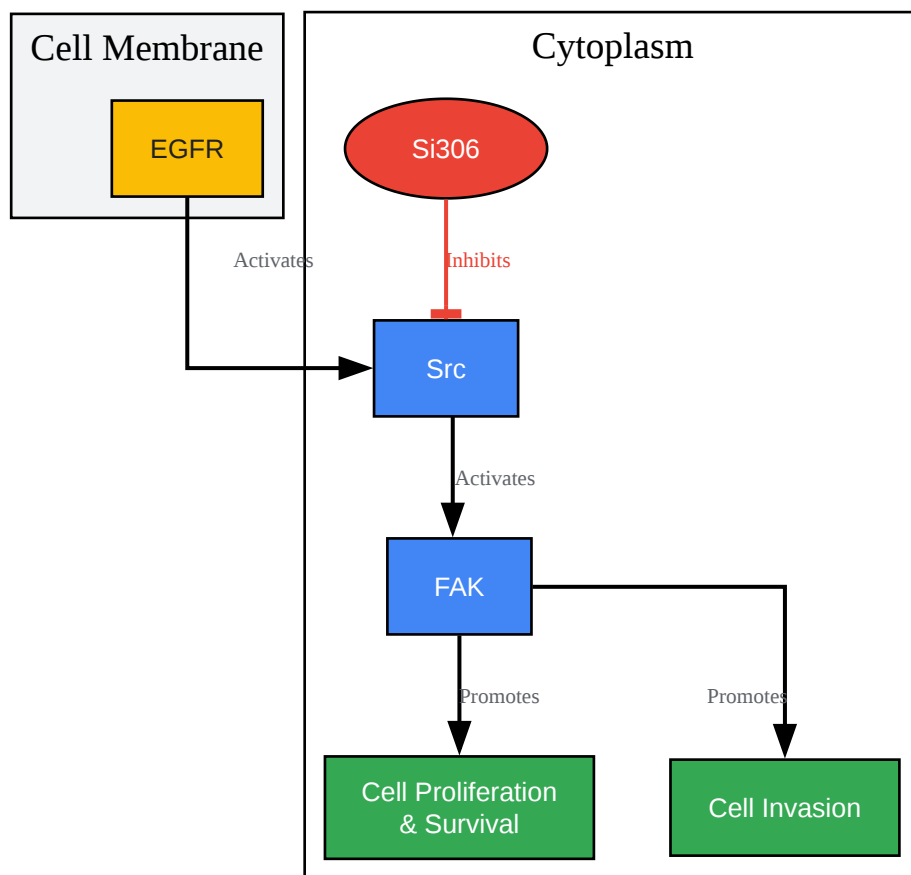 Cell Membrane
Cytoplasm
EGFR
Si306
Activates
Inhibits
Src
Activates
FAK
Promotes
Promotes
Cell Proliferation
& Survival
Cell Invasion